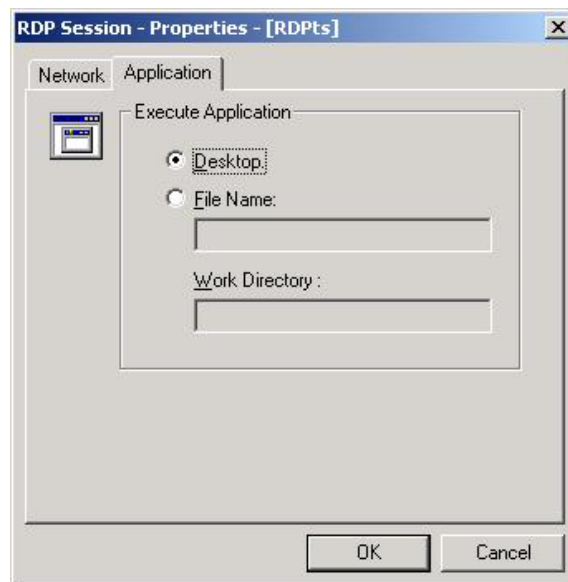 RDP Session - Properties - [RDPts]
Network Application
Execute Application
Desktop.
File Name:
Work Directory :
OK Cancel